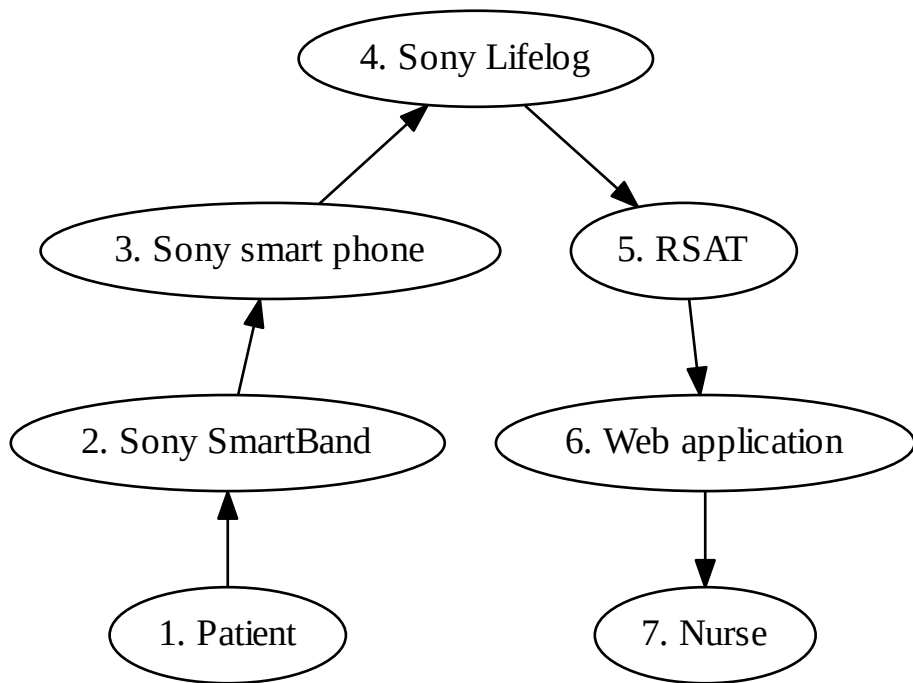 4. Sony Lifelog
3. Sony smart phone
5. RSAT
2. Sony SmartBand
6. Web application
1. Patient
7. Nurse